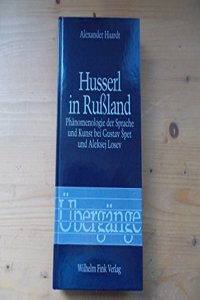 Alexander Haardt
Husserl
in Rußland
Phänomenologie der Sprache
und Kunst bei Gustav Špet
und Aleksej Losev
Übergänge
Wilhelm Fink Verlag